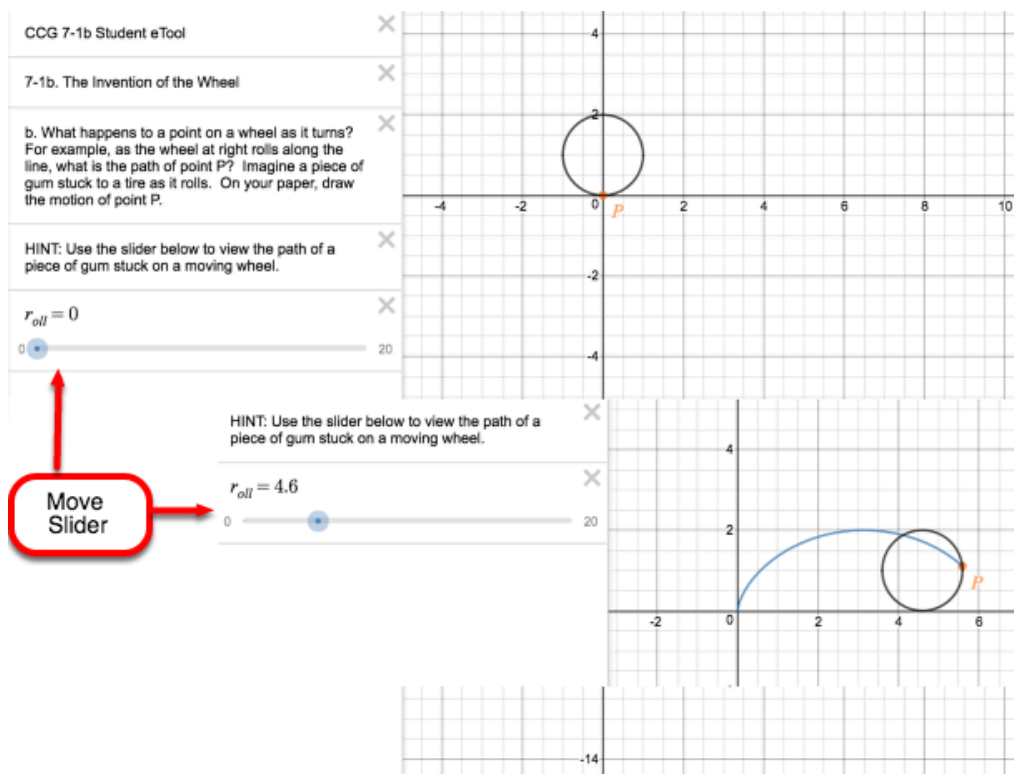 CCG 7-1b Student eTool
7-1b. The Invention of the Wheel
b. What happens to a point on a wheel as it turns?
For example, as the wheel at right rolls along the
line, what is the path of point P? Imagine a piece of
gum stuck to a tire as it rolls. On your paper, draw
the motion of point P.
HINT: Use the slider below to view the path of a
piece of gum stuck on a moving wheel.
r_oll = 0
0 20
4
2
-4 -2 0 2 4 6 8 10
P
-2
-4
HINT: Use the slider below to view the path of a
piece of gum stuck on a moving wheel.
r_oll = 4.6
0 20
Move
Slider
4
2
P
-2 0 2 4 6
-14